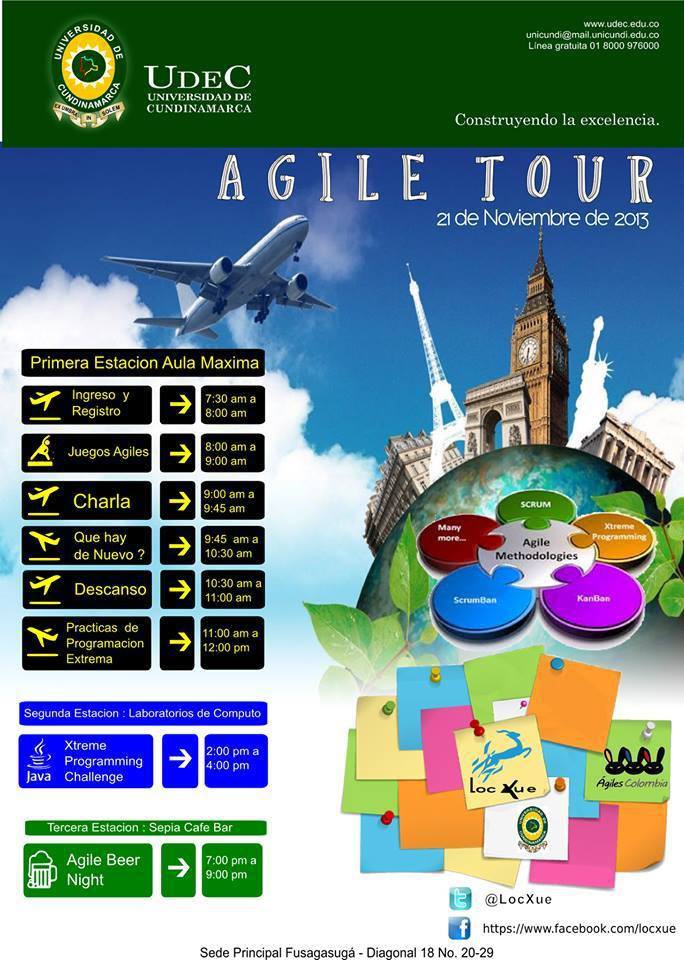 www.udec.edu.co
unicundi@mail.unicundi.edu.co
Línea gratuita 01 8000 976000
UNIVERSIDAD DE
CUNDINAMARCA
EX UMBRA IN SOLEM
UDEC
UNIVERSIDAD DE
CUNDINAMARCA
Construyendo la excelencia.
AGILE TOUR
21 de Noviembre de 2013
Primera Estacion Aula Maxima
Ingreso y
Registro
7:30 am a
8:00 am
Juegos Agiles
8:00 am a
9:00 am
Charla
9:00 am a
9:45 am
Que hay
de Nuevo ?
9:45 am a
10:30 am
Descanso
10:30 am a
11:00 am
Practicas de
Programacion
Extrema
11:00 am a
12:00 pm
SCRUM
Many
more...
Xtreme
Programming
Agile
Methodologies
ScrumBan
KanBan
Segunda Estacion : Laboratorios de Computo
Java
Xtreme
Programming
Challenge
2:00 pm a
4:00 pm
Tercera Estacion : Sepia Cafe Bar
Agile Beer
Night
7:00 pm a
9:00 pm
LocXue
Ágiles Colombia
@LocXue
https://www.facebook.com/locxue
Sede Principal Fusagasugá - Diagonal 18 No. 20-29